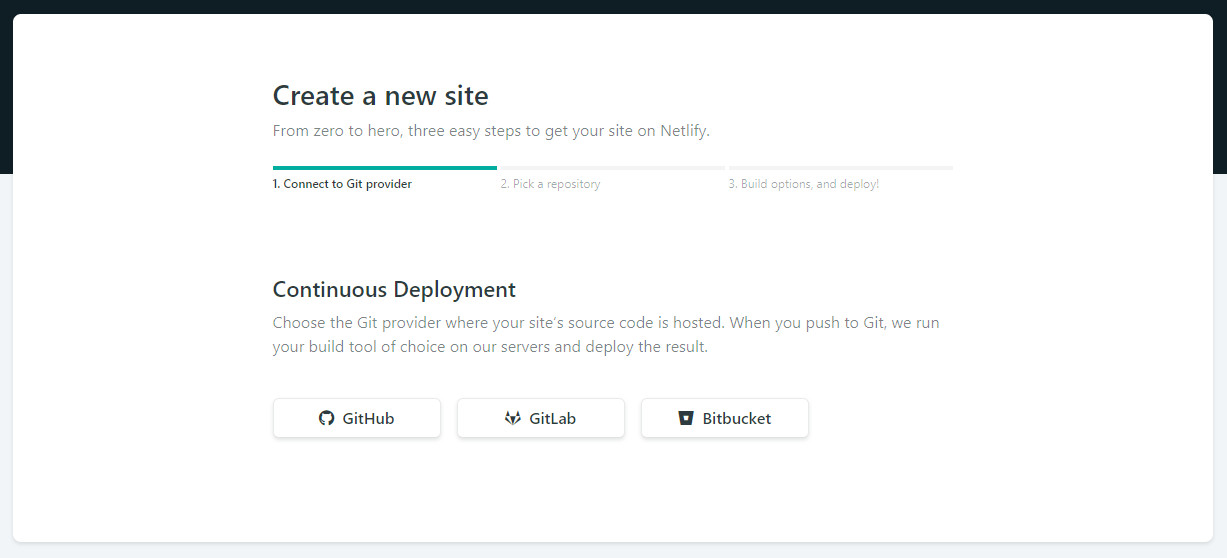 Create a new site
From zero to hero, three easy steps to get your site on Netlify.
1. Connect to Git provider
2. Pick a repository
3. Build options, and deploy!
Continuous Deployment
Choose the Git provider where your site’s source code is hosted. When you push to Git, we run
your build tool of choice on our servers and deploy the result.
GitHub
GitLab
Bitbucket